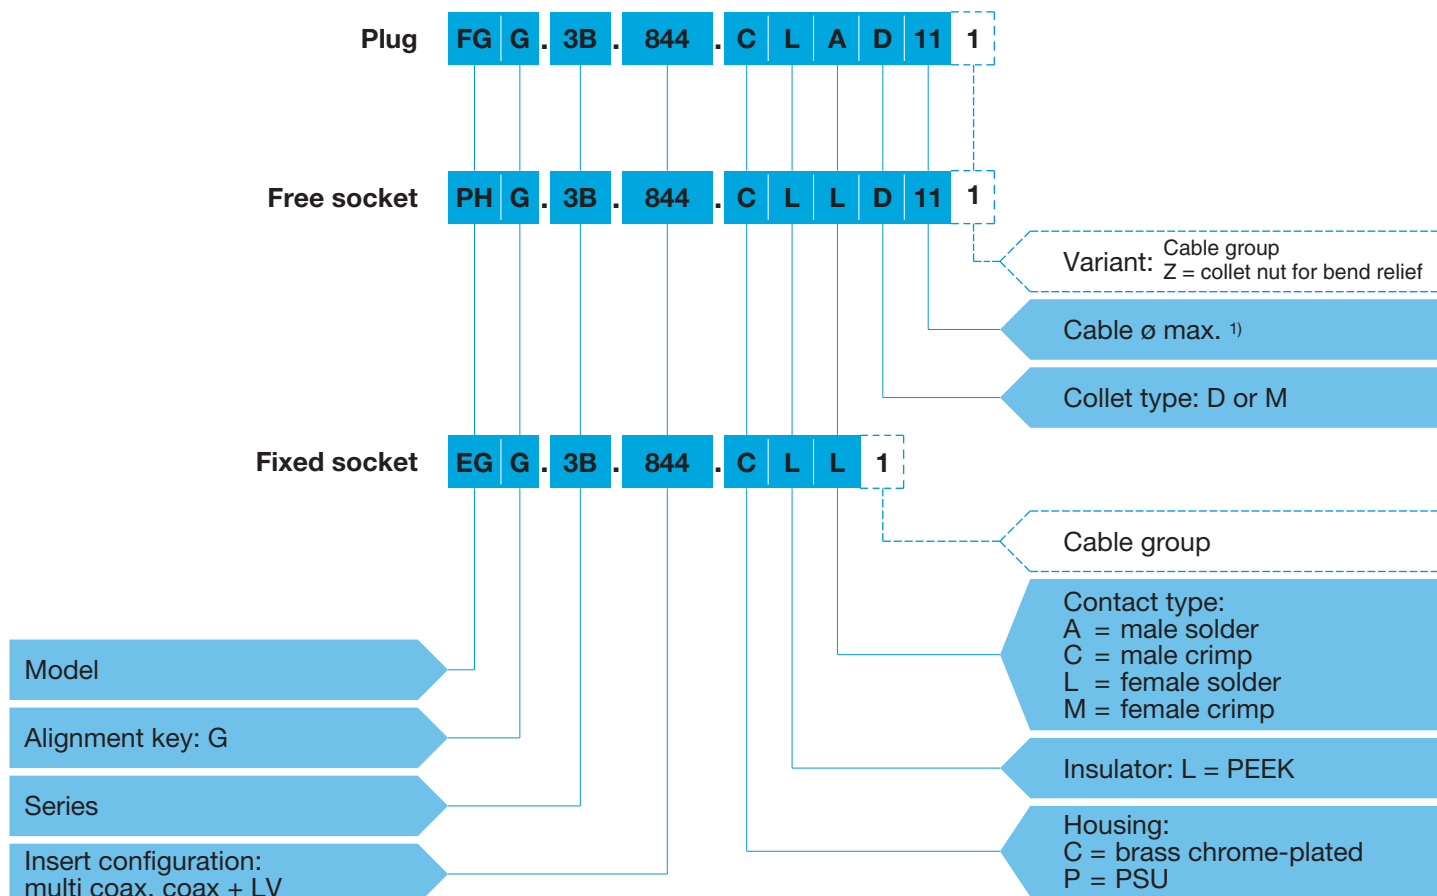 Plug FG G . 3B . 844 . C L A D 11 1
Free socket PH G . 3B . 844 . C L L D 11 1
Variant: Cable group
Z = collet nut for bend relief
Cable ø max. 1)
Collet type: D or M
Fixed socket EG G . 3B . 844 . C L L 1
Cable group
Contact type:
A = male solder
C = male crimp
L = female solder
M = female crimp
Model
Alignment key: G
Insulator: L = PEEK
Series
Housing:
C = brass chrome-plated
P = PSU
Insert configuration:
multi coax, coax + LV